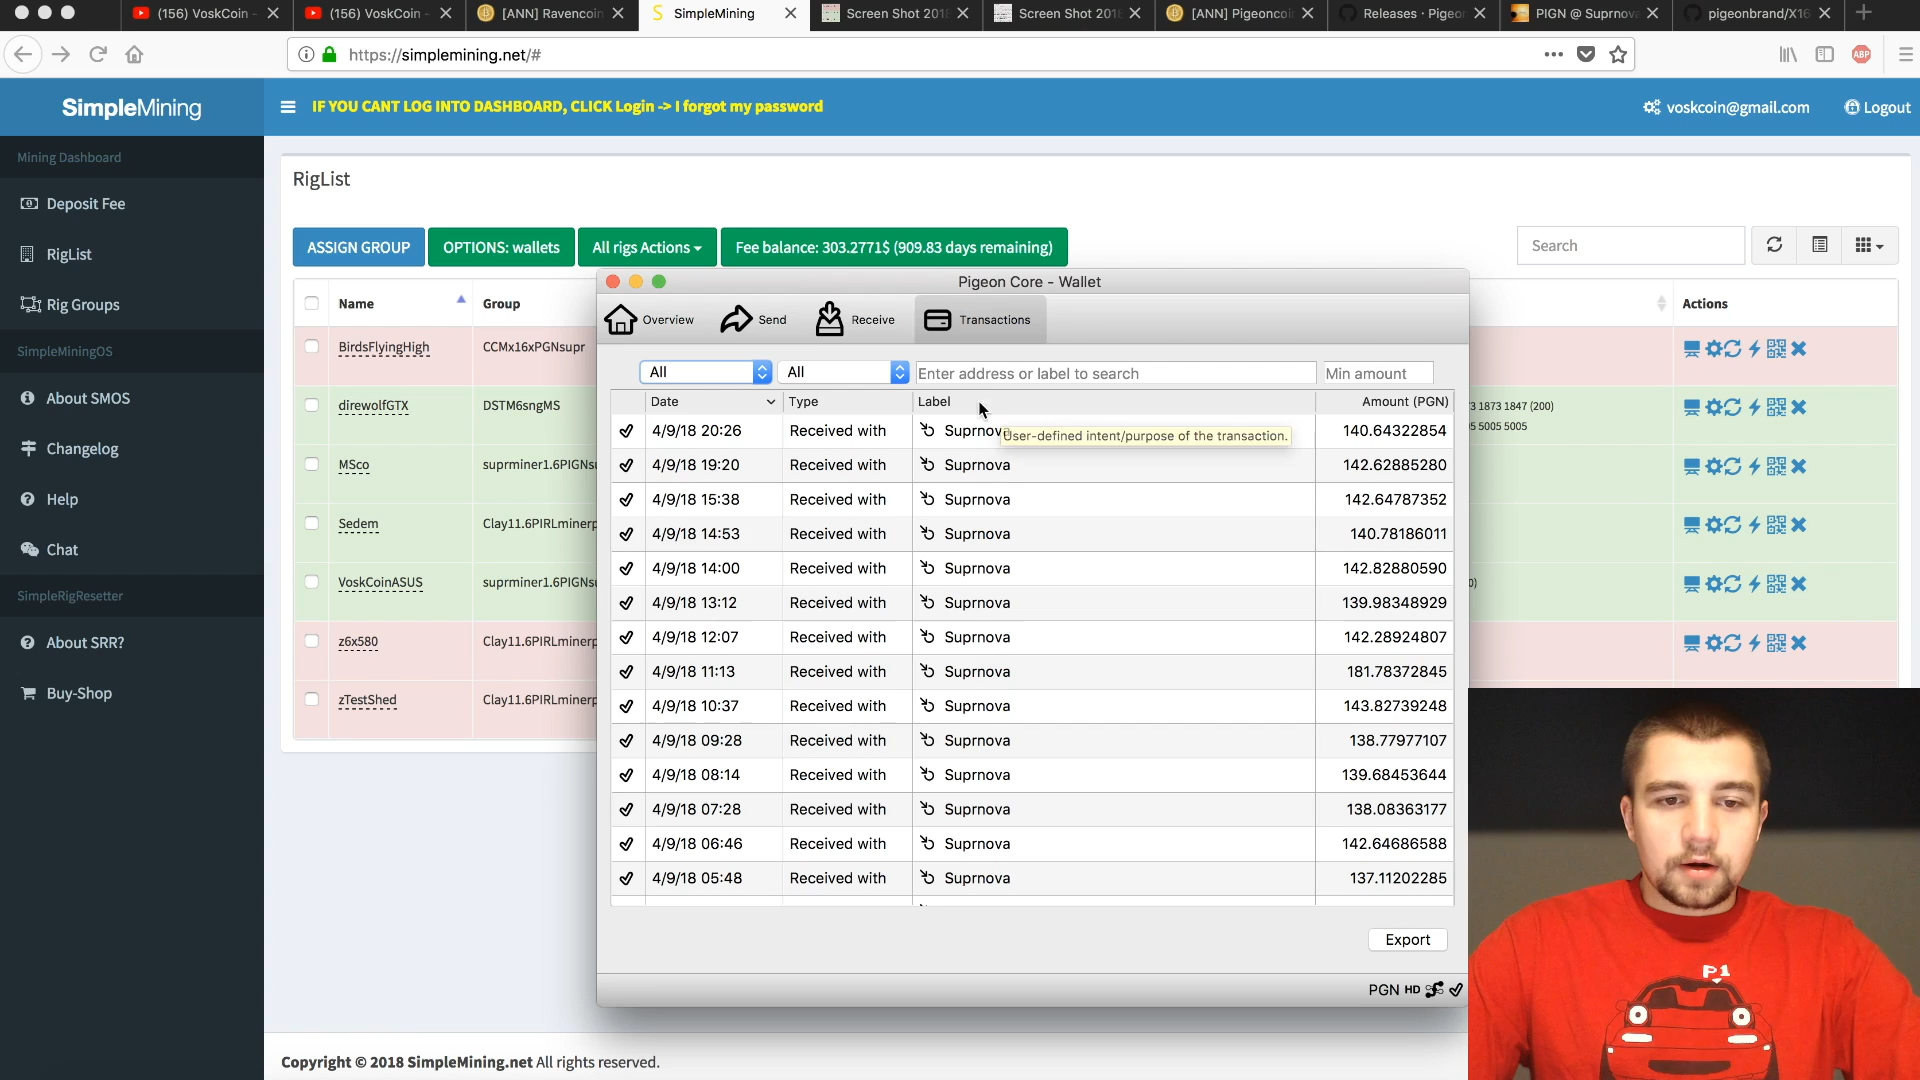 (156) VoskCoin -
(156) VoskCoin -
[ANN] Ravencoin
SimpleMining
Screen Shot 2018
Screen Shot 2018
[ANN] Pigeoncoin
Releases · Pigeon
PIGN @ Suprnova
pigeonbrand/X16
https://simplemining.net/#
ABP
SimpleMining
IF YOU CANT LOG INTO DASHBOARD, CLICK Login -> I forgot my password
voskcoin@gmail.com
Logout
Mining Dashboard
Deposit Fee
RigList
Rig Groups
SimpleMiningOS
About SMOS
Changelog
Help
Chat
SimpleRigResetter
About SRR?
Buy-Shop
RigList
ASSIGN GROUP
OPTIONS: wallets
All rigs Actions
Fee balance: 303.2771$ (909.83 days remaining)
Search
Name
Group
Actions
BirdsFlyingHigh
CCMx16xPGNsupr
direwolfGTX
DSTM6sngMS
3 1873 1847 (200)
5 5005 5005
MSco
suprminer1.6PIGNsu
Sedem
Clay11.6PIRLminerp
VoskCoinASUS
suprminer1.6PIGNsu
z6x580
Clay11.6PIRLminerp
zTestShed
Clay11.6PIRLminerp
Pigeon Core - Wallet
Overview
Send
Receive
Transactions
All
All
Enter address or label to search
Min amount
Date
Type
Label
Amount (PGN)
4/9/18 20:26 Received with Suprnov 140.64322854
User-defined intent/purpose of the transaction.
4/9/18 19:20 Received with Suprnova 142.62885280
4/9/18 15:38 Received with Suprnova 142.64787352
4/9/18 14:53 Received with Suprnova 140.78186011
4/9/18 14:00 Received with Suprnova 142.82880590
4/9/18 13:12 Received with Suprnova 139.98348929
4/9/18 12:07 Received with Suprnova 142.28924807
4/9/18 11:13 Received with Suprnova 181.78372845
4/9/18 10:37 Received with Suprnova 143.82739248
4/9/18 09:28 Received with Suprnova 138.77977107
4/9/18 08:14 Received with Suprnova 139.68453644
4/9/18 07:28 Received with Suprnova 138.08363177
4/9/18 06:46 Received with Suprnova 142.64686588
4/9/18 05:48 Received with Suprnova 137.11202285
Export
PGN HD
Copyright © 2018 SimpleMining.net All rights reserved.
P1